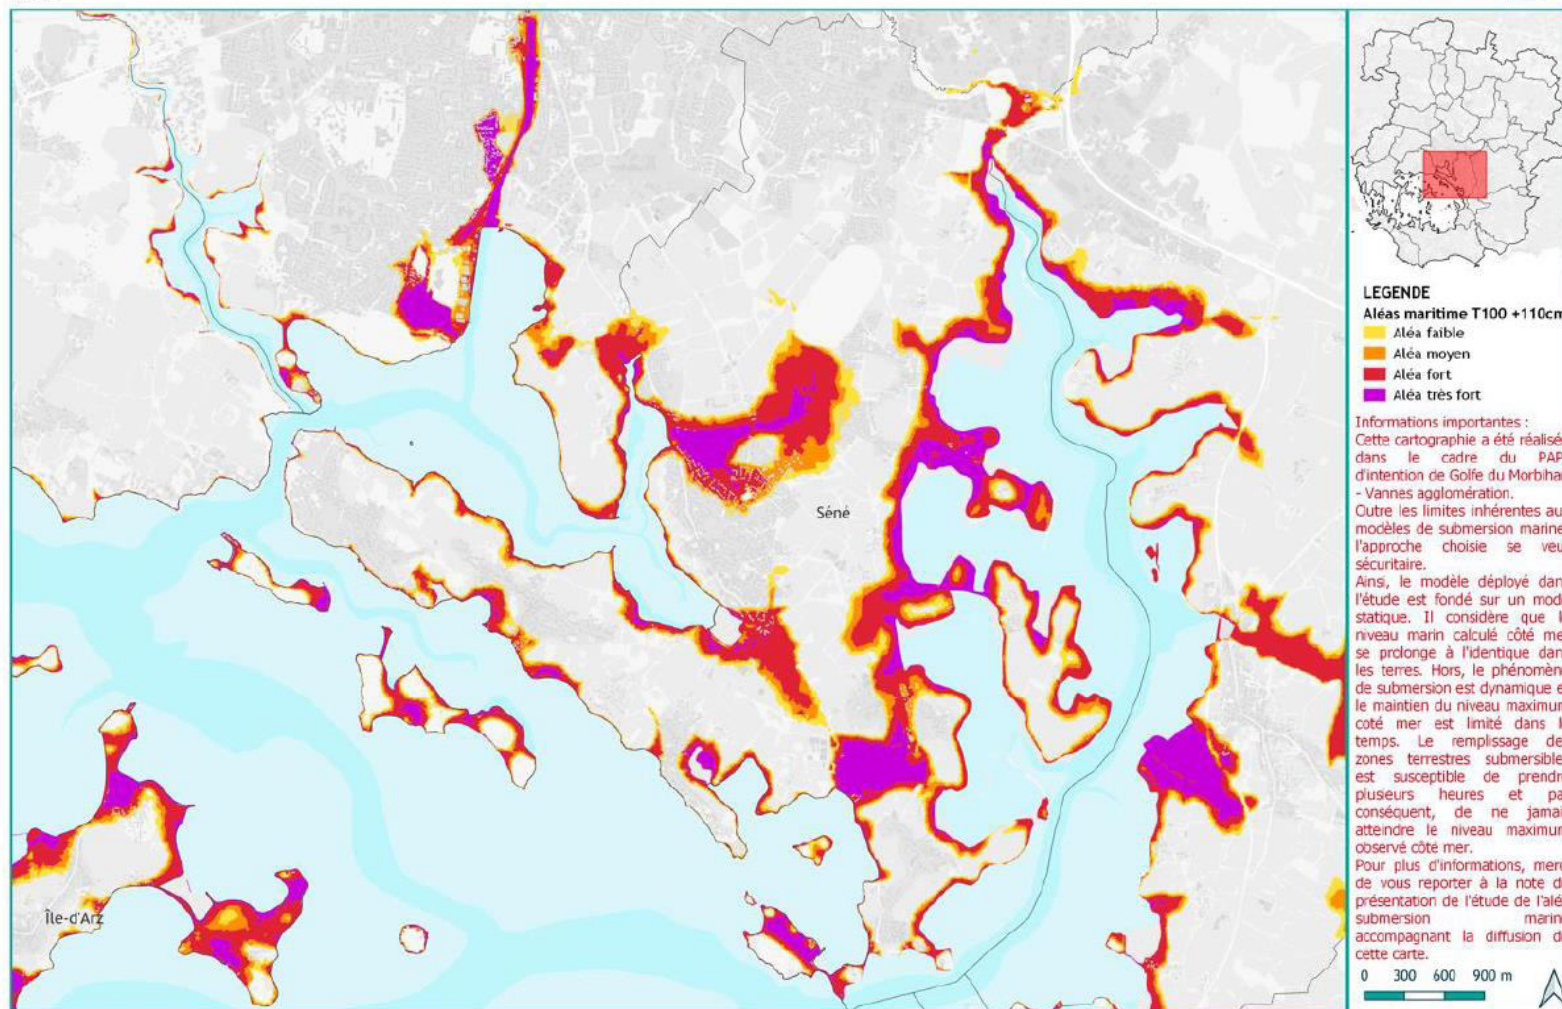 LEGENDE
Aléas maritime T100 +110cm
Aléa faible
Aléa moyen
Aléa fort
Aléa très fort
Informations importantes :
Cette cartographie a été réalisé
dans le cadre du PAP
d'intention de Golfe du Morbihan
- Vannes agglomération.
Outre les limites inhérentes au
modèles de submersion marine
l'approche choisie se veu
sécuritaire.
Ainsi, le modèle déployé dan
l'étude est fondé sur un mod
statique. Il considère que l
niveau marin calculé côté me
se prolonge à l'identique dan
les terres. Hors, le phénomèn
de submersion est dynamique e
le maintien du niveau maximum
coté mer est limité dans l
temps. Le remplissage de
zones terrestres submersible
est susceptible de prendr
plusieurs heures et pa
conséquent, de ne jamai
atteindre le niveau maximum
observé côté mer.
Pour plus d'informations, merc
de vous reporter à la note d
présentation de l'étude de l'alé
submersion marin
accompagnant la diffusion d
cette carte.
0 300 600 900 m
Séné
Île-d'Arz